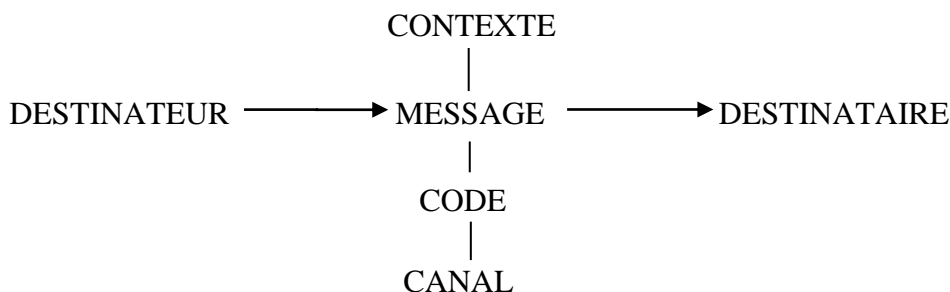 CONTEXTE
DESTINATEUR MESSAGE DESTINATAIRE
CODE
CANAL